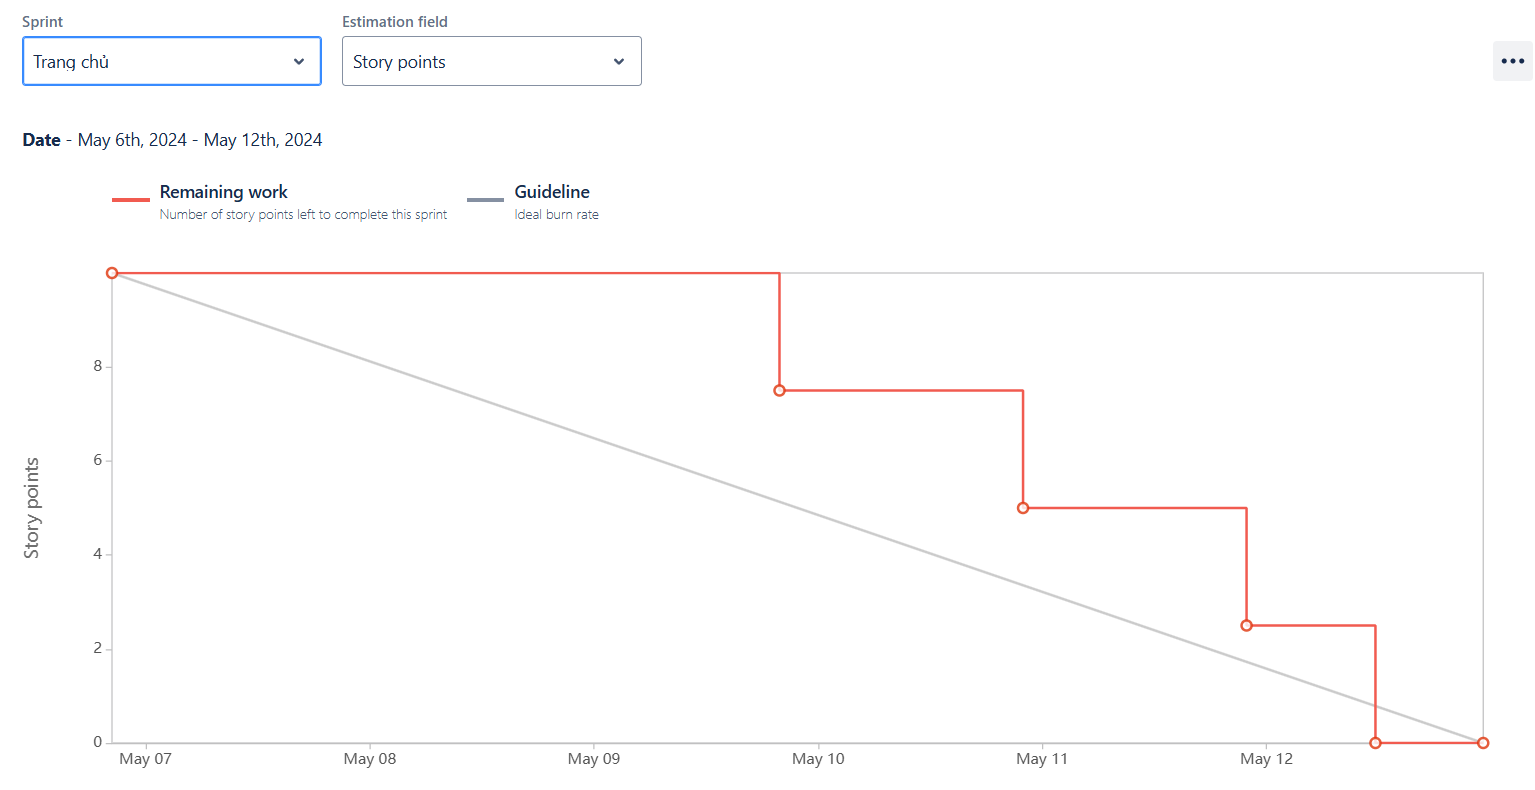 Sprint
Estimation field
Trang chủ
Story points
Date - May 6th, 2024 - May 12th, 2024
Remaining work
Number of story points left to complete this sprint
Guideline
Ideal burn rate
Story points
8
6
4
2
0
May 07
May 08
May 09
May 10
May 11
May 12